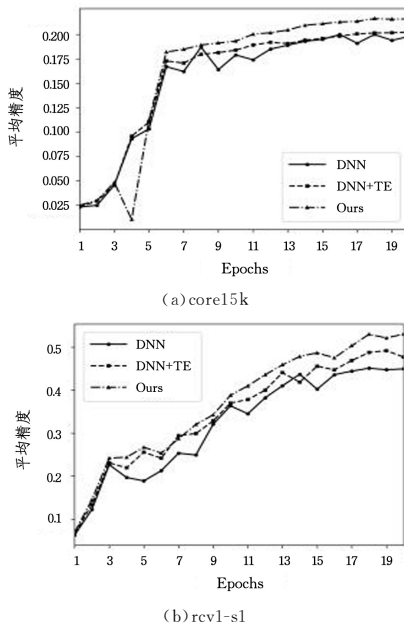 0.200
0.175
0.150
0.125
0.100
0.075
0.050
0.025
平均精度
DNN
DNN+TE
Ours
1 3 5 7 9 11 13 15 17 19
Epochs
(a)core15k
0.5
0.4
0.3
0.2
0.1
平均精度
DNN
DNN+TE
Ours
1 3 5 7 9 11 13 15 17 19
Epochs
(b)rcv1-s1